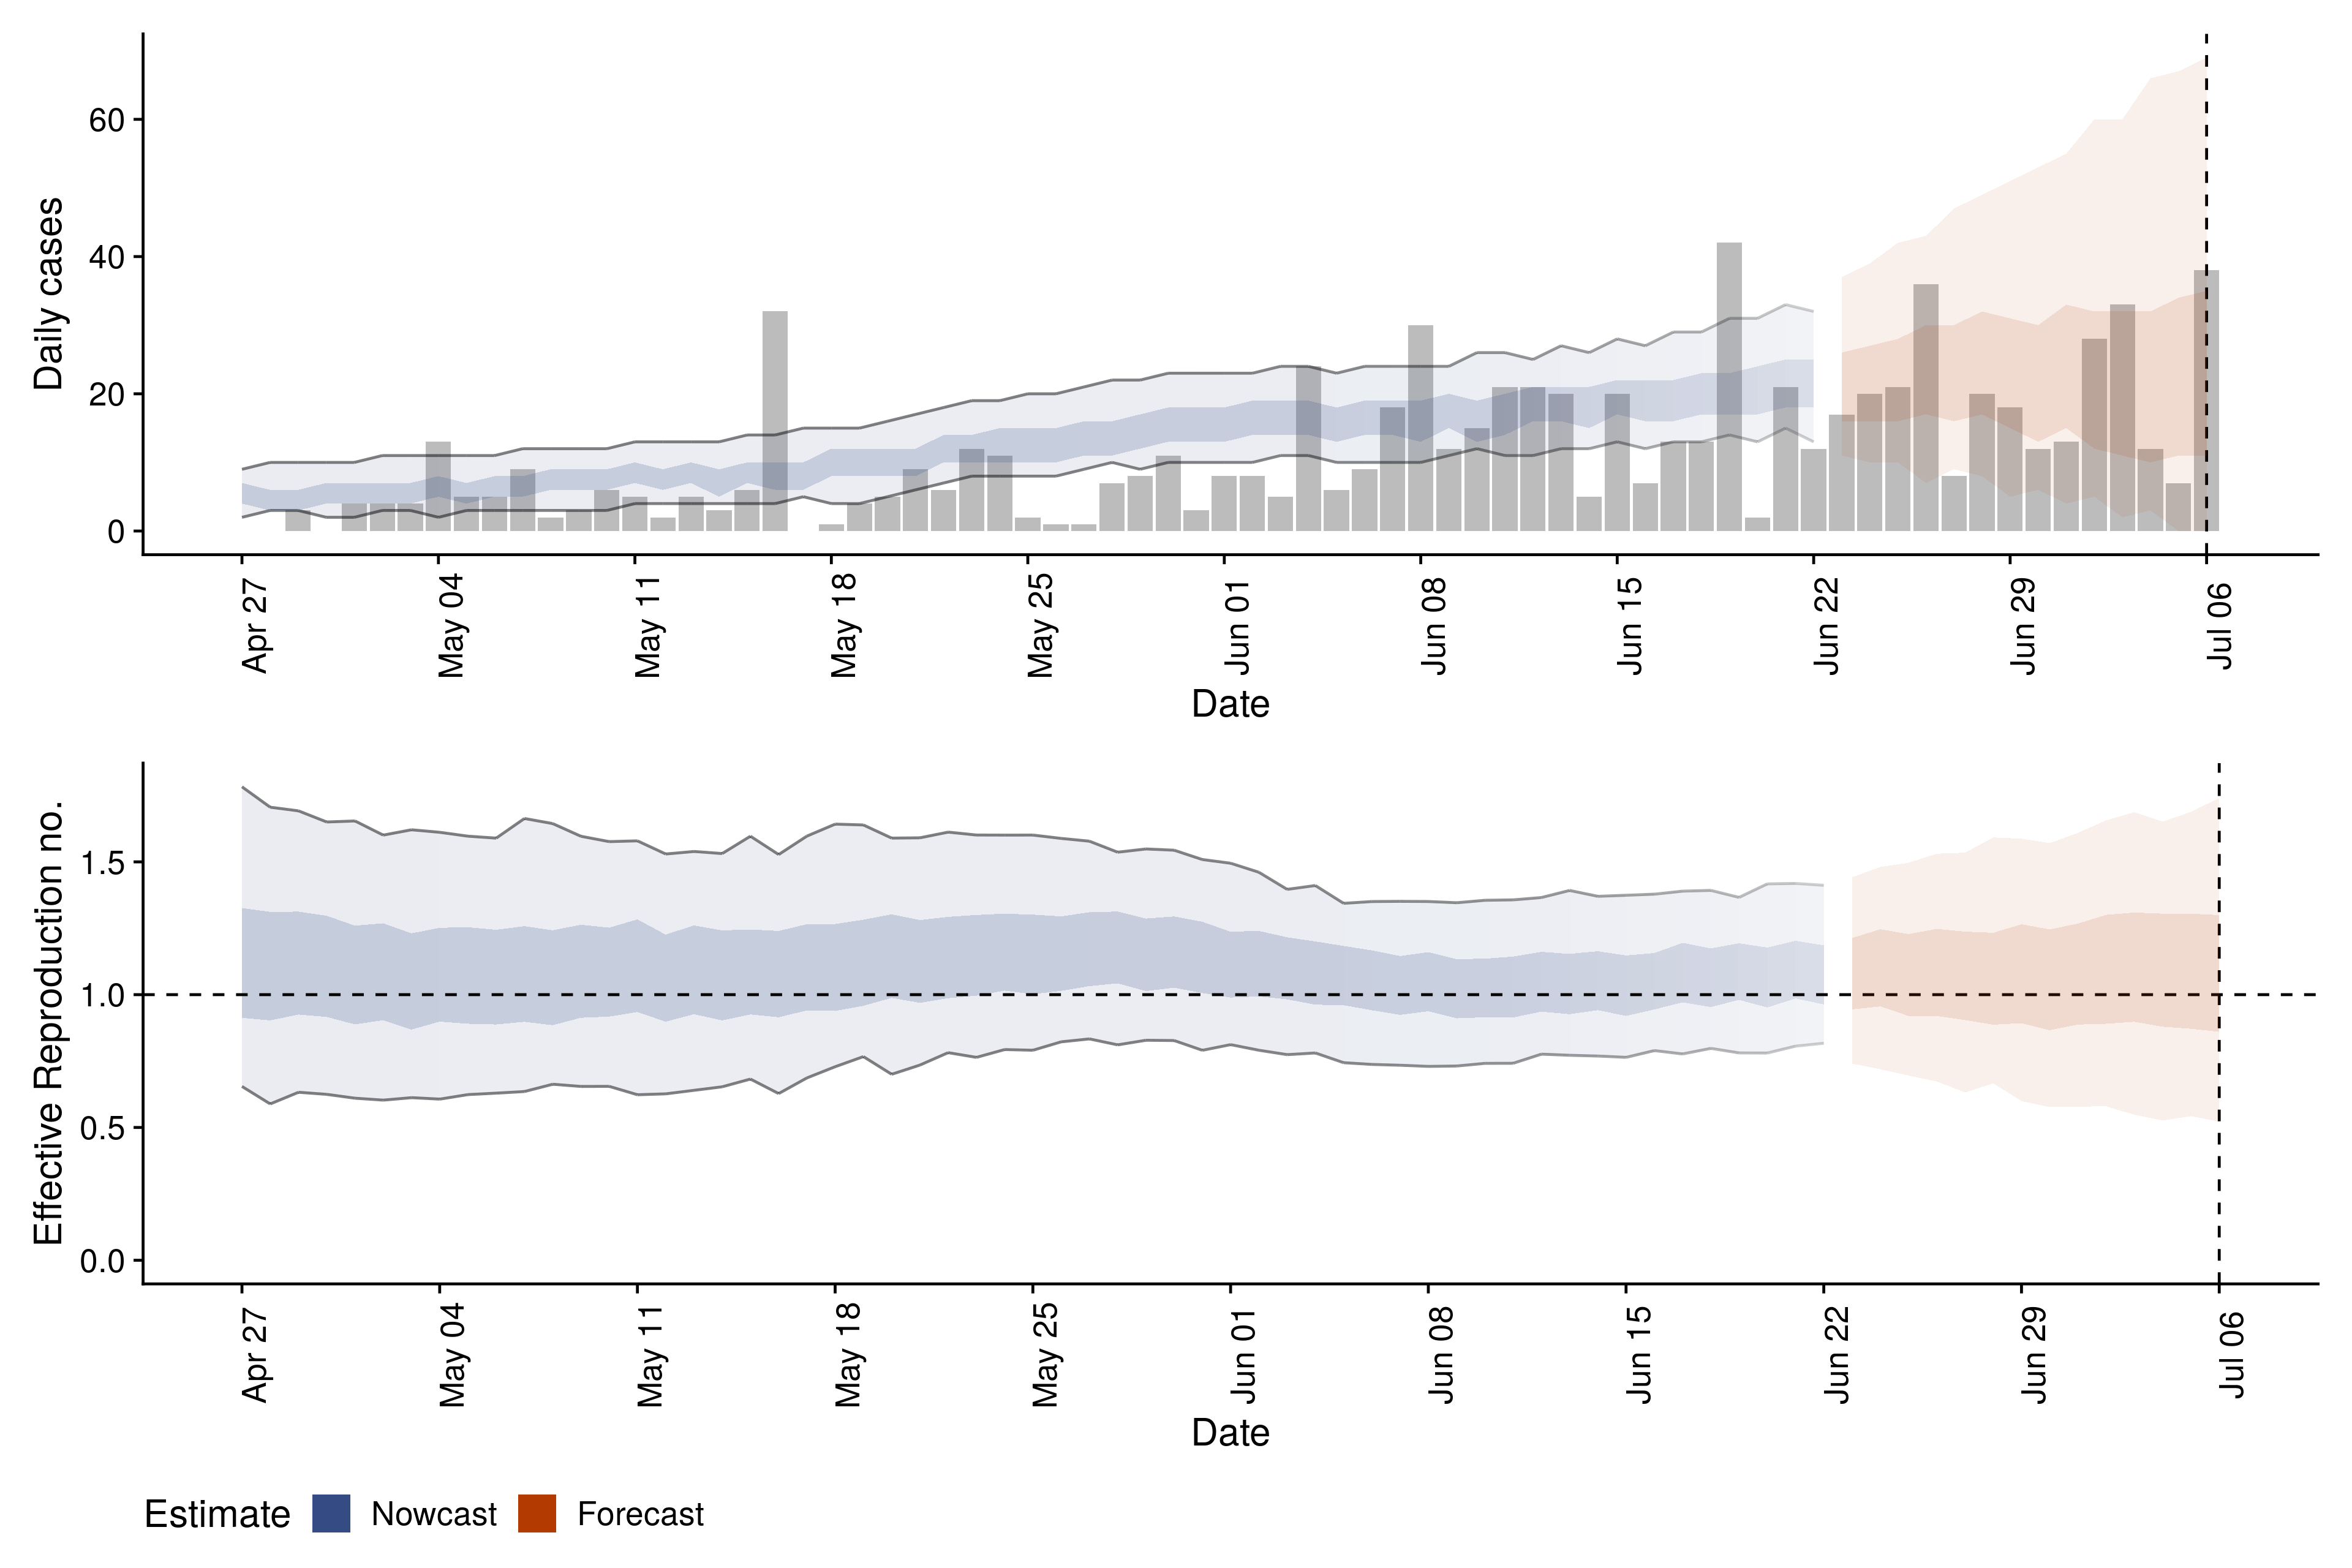 Daily cases
60
40
20
0
Apr 27
May 04
May 11
May 18
May 25
Jun 01
Jun 08
Jun 15
Jun 22
Jun 29
Jul 06
Date
Effective Reproduction no.
1.5
1.0
0.5
0.0
Apr 27
May 04
May 11
May 18
May 25
Jun 01
Jun 08
Jun 15
Jun 22
Jun 29
Jul 06
Date
Estimate Nowcast Forecast